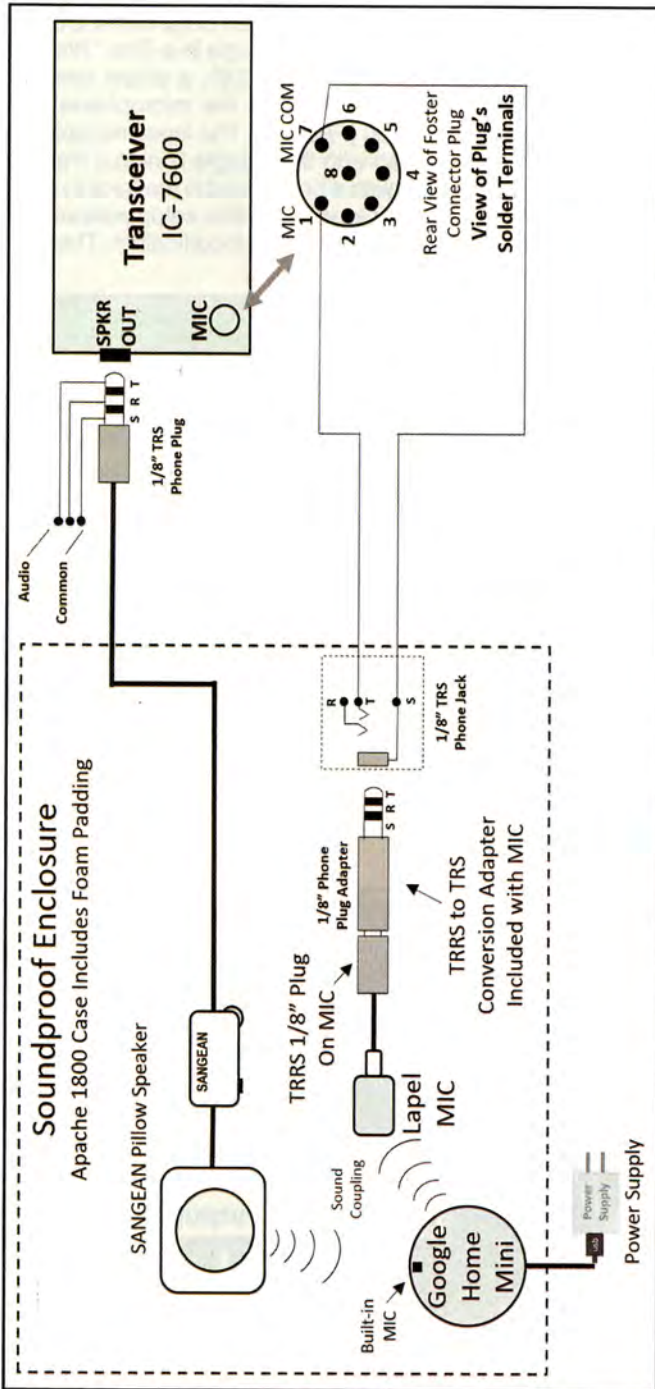 Soundproof Enclosure
Apache 1800 Case Includes Foam Padding
SANGEAN Pillow Speaker
SANGEAN
Audio
Common
1/8" TRS
Phone Plug
S R T
SPKR
OUT
Transceiver
IC-7600
MIC
Sound
Coupling
Built-in
MIC
Google
Home
Mini
usb
Power
Supply
Power Supply
Lapel
MIC
TRRS 1/8" Plug
On MIC
1/8" Phone
Plug Adapter
S R T
TRRS to TRS
Conversion Adapter
Included with MIC
R
T
S
1/8" TRS
Phone Jack
MIC
MIC COM
1
7
2
8
6
3
5
4
Rear View of Foster
Connector Plug
View of Plug's
Solder Terminals